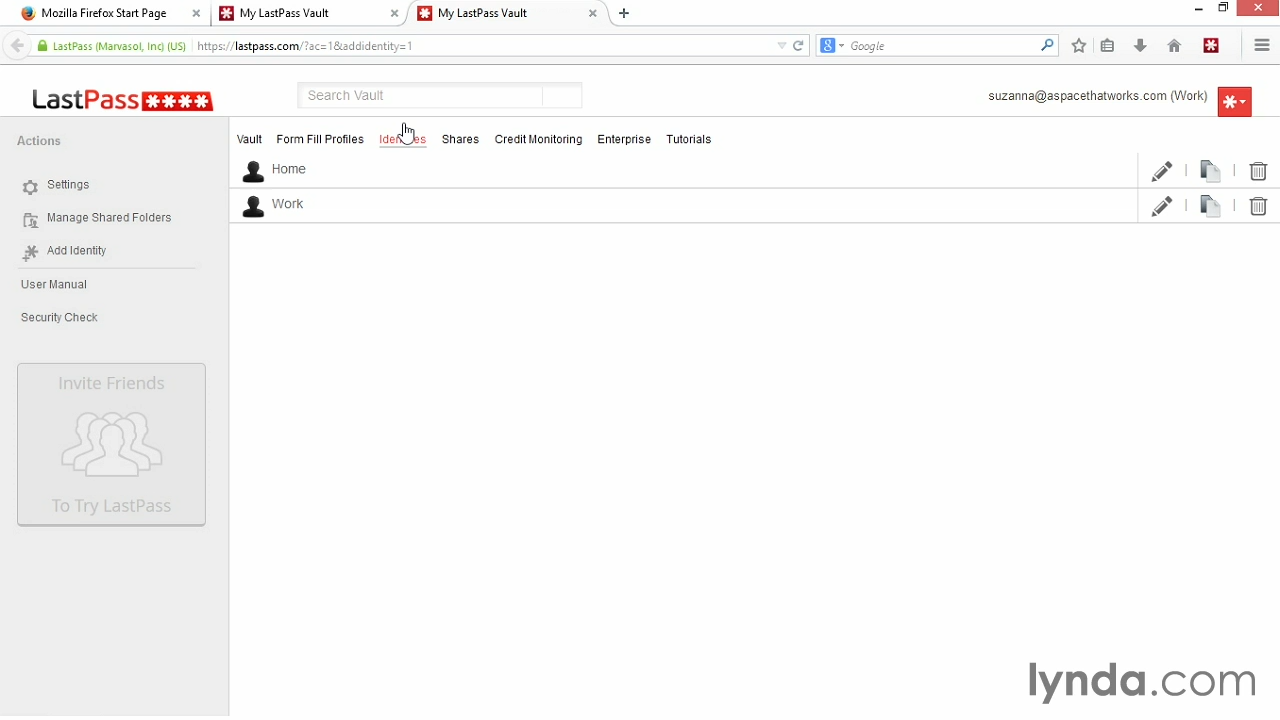 Mozilla Firefox Start Page
My LastPass Vault
My LastPass Vault
LastPass (Marvasol, Inc) (US)
https://lastpass.com/?ac=1&addidentity=1
Google
LastPass
Search Vault
suzanna@aspacethatworks.com (Work)
Actions
Vault
Form Fill Profiles
Identities
Shares
Credit Monitoring
Enterprise
Tutorials
Home
Work
Settings
Manage Shared Folders
Add Identity
User Manual
Security Check
Invite Friends
To Try LastPass
lynda.com